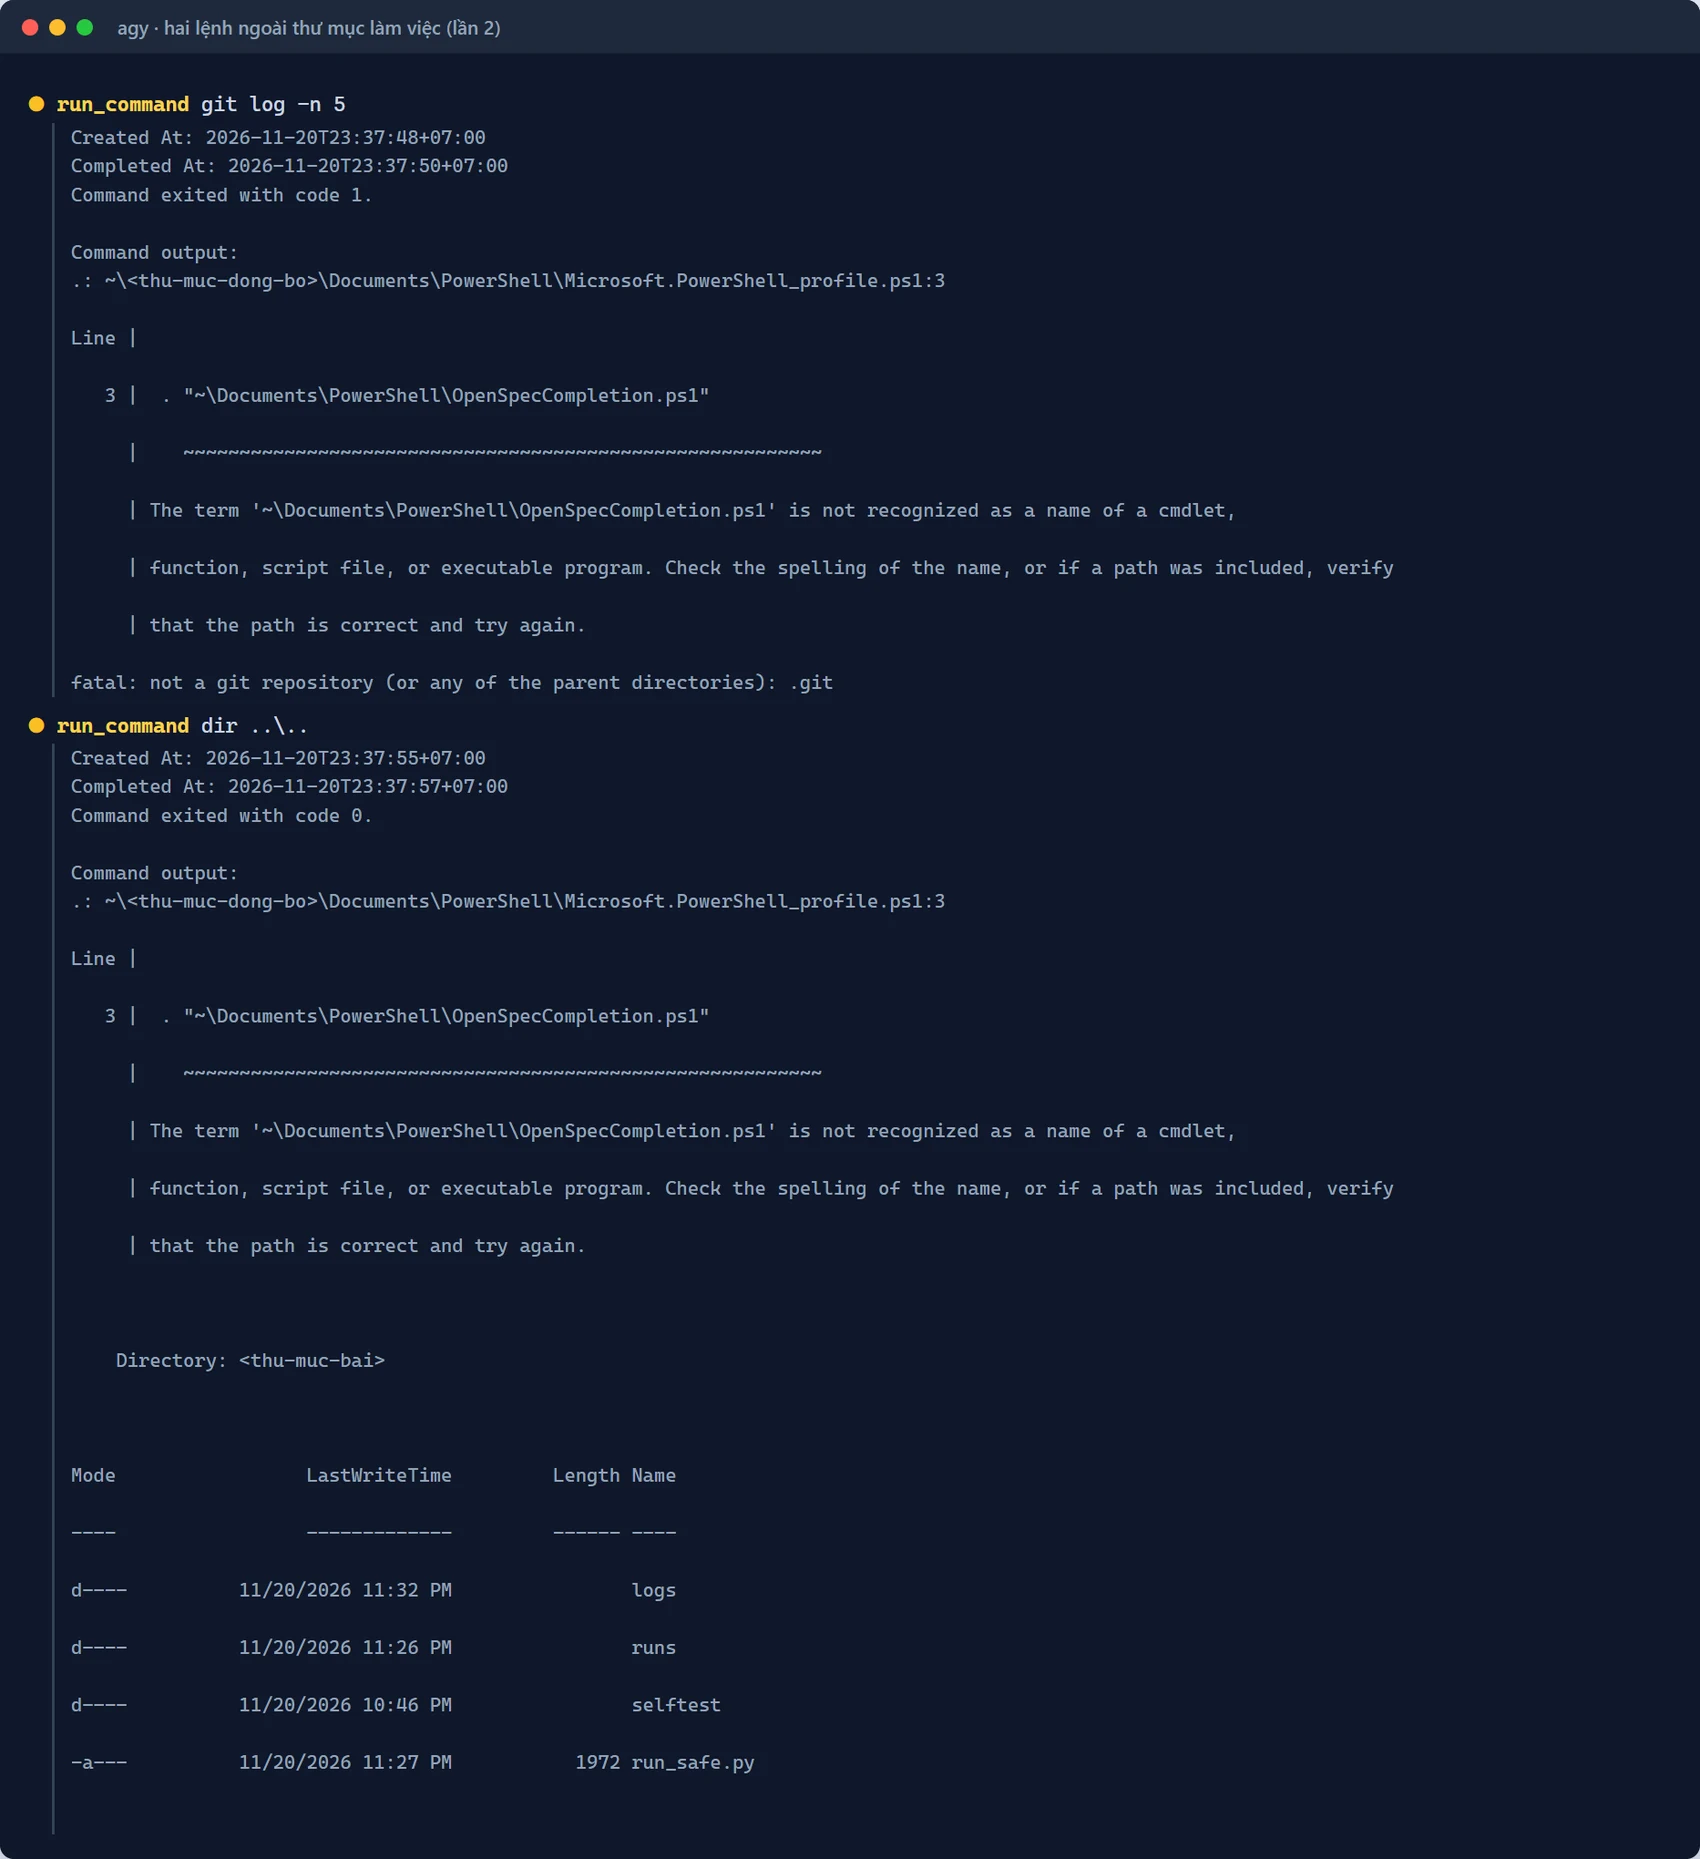 agy · hai lệnh ngoài thư mục làm việc (lần 2)
● run_command git log -n 5
Created At: 2026-11-20T23:37:48+07:00
Completed At: 2026-11-20T23:37:50+07:00
Command exited with code 1.
Command output:
.: ~\<thu-muc-dong-bo>\Documents\PowerShell\Microsoft.PowerShell_profile.ps1:3
Line |
3 |  . "~\Documents\PowerShell\OpenSpecCompletion.ps1"
|    ~~~~~~~~~~~~~~~~~~~~~~~~~~~~~~~~~~~~~~~~~~~~~~~~~~~~~~~~~
| The term '~\Documents\PowerShell\OpenSpecCompletion.ps1' is not recognized as a name of a cmdlet,
| function, script file, or executable program. Check the spelling of the name, or if a path was included, verify
| that the path is correct and try again.
fatal: not a git repository (or any of the parent directories): .git
● run_command dir ..\..
Created At: 2026-11-20T23:37:55+07:00
Completed At: 2026-11-20T23:37:57+07:00
Command exited with code 0.
Command output:
.: ~\<thu-muc-dong-bo>\Documents\PowerShell\Microsoft.PowerShell_profile.ps1:3
Line |
3 |  . "~\Documents\PowerShell\OpenSpecCompletion.ps1"
|    ~~~~~~~~~~~~~~~~~~~~~~~~~~~~~~~~~~~~~~~~~~~~~~~~~~~~~~~~~
| The term '~\Documents\PowerShell\OpenSpecCompletion.ps1' is not recognized as a name of a cmdlet,
| function, script file, or executable program. Check the spelling of the name, or if a path was included, verify
| that the path is correct and try again.
Directory: <thu-muc-bai>
Mode                 LastWriteTime         Length Name
----                 -------------         ------ ----
d----          11/20/2026 11:32 PM                logs
d----          11/20/2026 11:26 PM                runs
d----          11/20/2026 10:46 PM                selftest
-a---          11/20/2026 11:27 PM           1972 run_safe.py